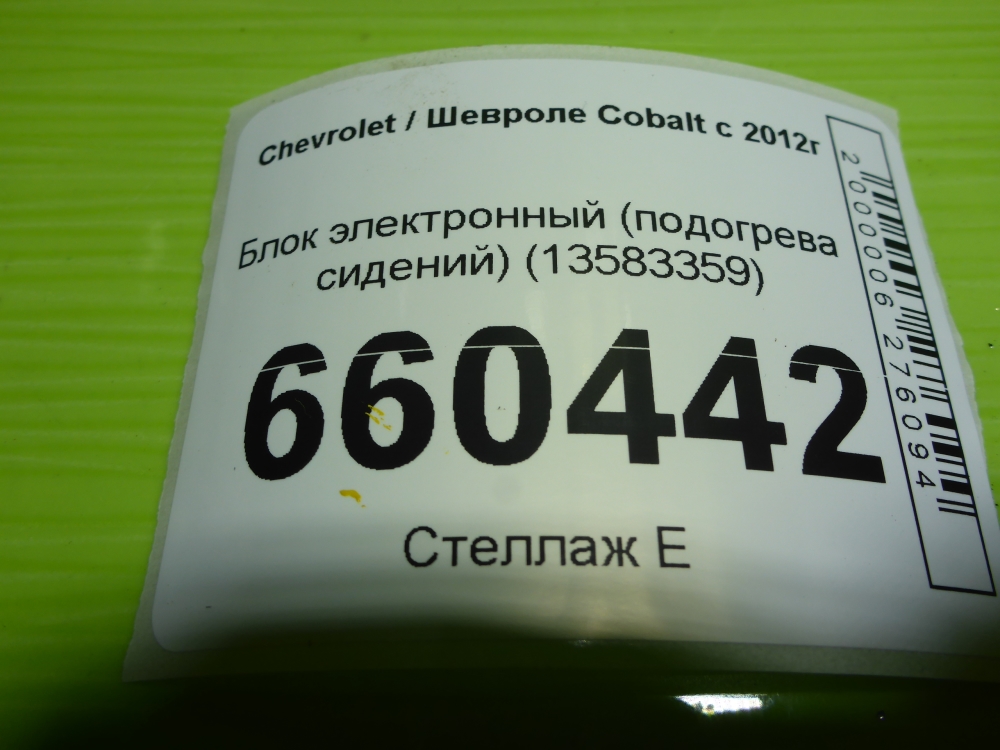 Chevrolet / Шевроле Cobalt с 2012г
Блок электронный (подогрева
сидений) (13583359)
660442
Стеллаж Е
2000006276094